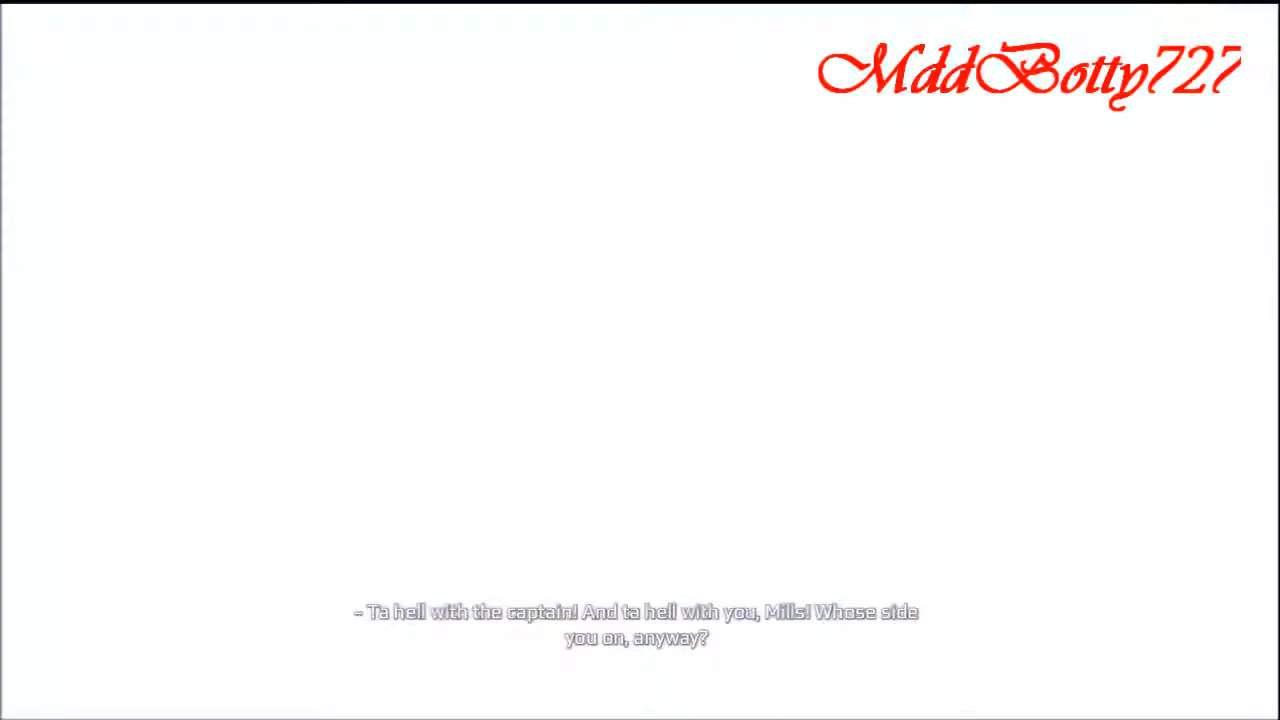 MddBotty727
- Ta hell with the captain! And ta hell with you, Mills! Whose side
you on, anyway?